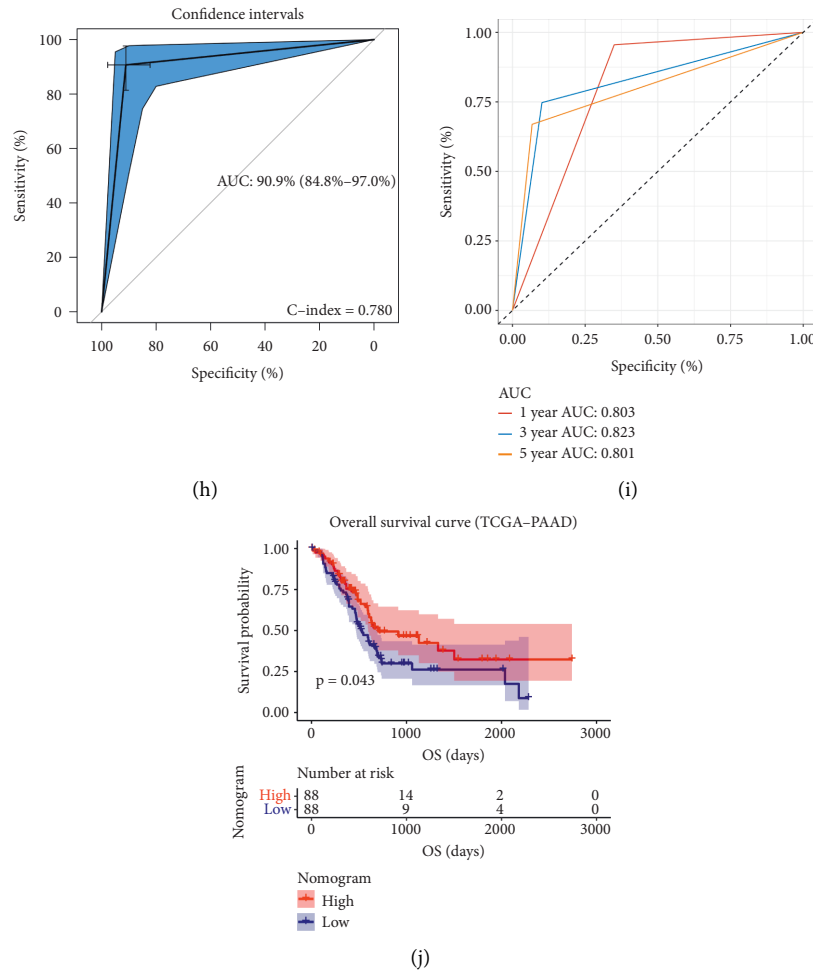 Confidence intervals
100
80
60
40
20
0
Sensitivity (%)
AUC: 90.9% (84.8%–97.0%)
C–index = 0.780
100 80 60 40 20 0
Specificity (%)
(h)
1.00
0.75
0.50
0.25
0.00
Sensitivity (%)
0.00 0.25 0.50 0.75 1.00
Specificity (%)
AUC
1 year AUC: 0.803
3 year AUC: 0.823
5 year AUC: 0.801
(i)
Overall survival curve (TCGA–PAAD)
1.00
0.75
0.50
0.25
0.00
Survival probability
p = 0.043
0 1000 2000 3000
OS (days)
Number at risk
Nomogram
High 88 14 2 0
Low 88 9 4 0
0 1000 2000 3000
OS (days)
Nomogram
High
Low
(j)